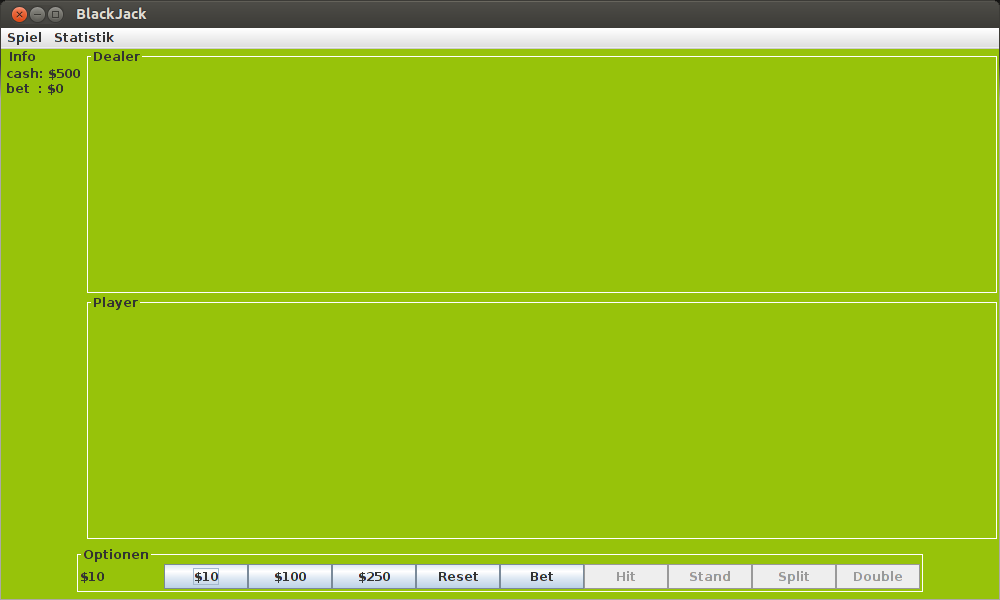 BlackJack
Spiel Statistik
Info
cash: $500
bet : $0
Dealer
Player
Optionen
$10 $10 $100 $250 Reset Bet Hit Stand Split Double